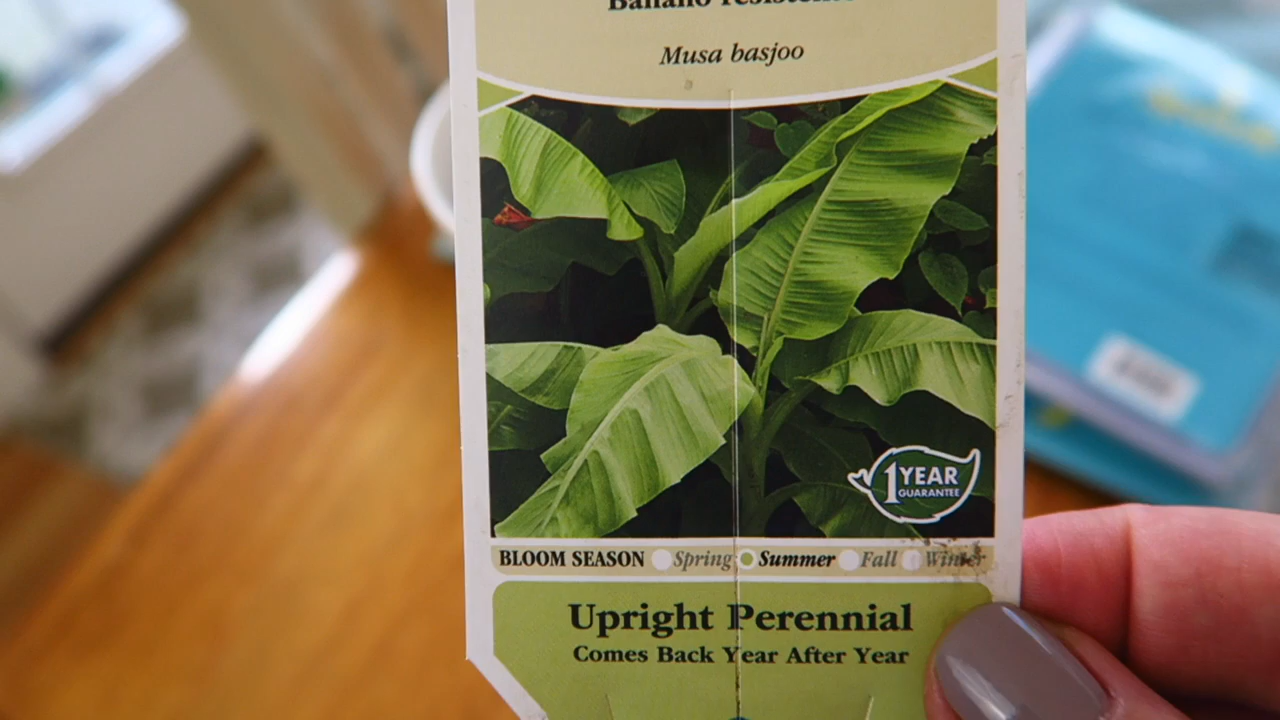 Musa basjoo
1 YEAR
GUARANTEE
BLOOM SEASON Spring Summer Fall Winter
Upright Perennial
Comes Back Year After Year